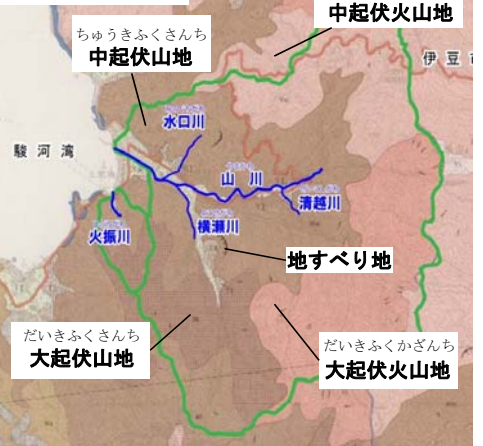 中起伏火山地
ちゅうきふくさんち
中起伏山地
伊豆
水口川
駿河湾
山川
清越川
横瀬川
火振川
地すべり地
だいきふくさんち
大起伏山地
だいきふくかざんち
大起伏火山地